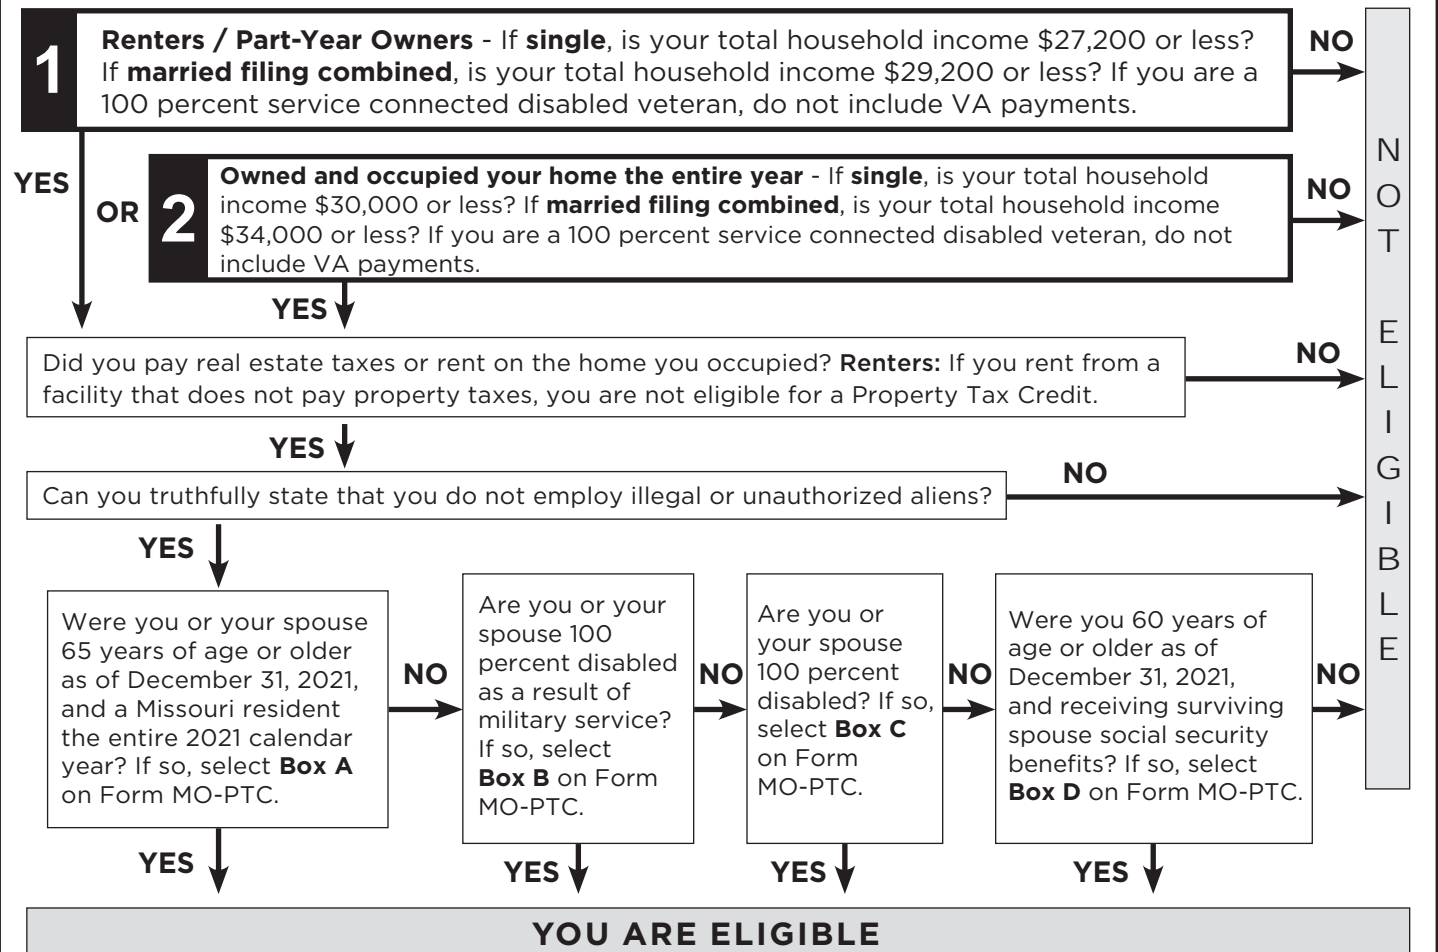 1
Renters / Part-Year Owners - If single, is your total household income $27,200 or less?
If married filing combined, is your total household income $29,200 or less? If you are a
100 percent service connected disabled veteran, do not include VA payments.
NO
YES
OR
2
Owned and occupied your home the entire year - If single, is your total household
income $30,000 or less? If married filing combined, is your total household income
$34,000 or less? If you are a 100 percent service connected disabled veteran, do not
include VA payments.
NO
YES
Did you pay real estate taxes or rent on the home you occupied? Renters: If you rent from a
facility that does not pay property taxes, you are not eligible for a Property Tax Credit.
NO
YES
Can you truthfully state that you do not employ illegal or unauthorized aliens?
NO
YES
Were you or your spouse
65 years of age or older
as of December 31, 2021,
and a Missouri resident
the entire 2021 calendar
year? If so, select Box A
on Form MO-PTC.
NO
Are you or your
spouse 100
percent disabled
as a result of
military service?
If so, select
Box B on Form
MO-PTC.
NO
Are you or
your spouse
100 percent
disabled? If so,
select Box C
on Form
MO-PTC.
NO
Were you 60 years of
age or older as of
December 31, 2021,
and receiving surviving
spouse social security
benefits? If so, select
Box D on Form MO-PTC.
NO
NOT ELIGIBLE
YES
YES
YES
YES
YOU ARE ELIGIBLE